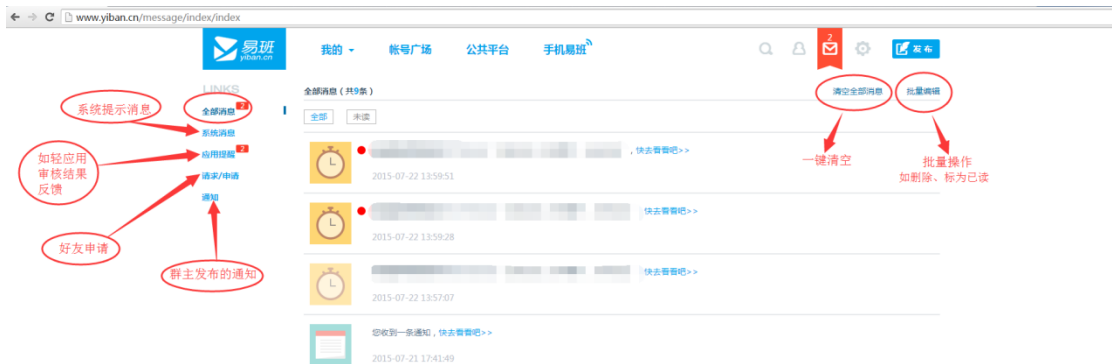 www.yiban.cn/message/index/index
易班
yiban.cn
我的 帐号广场 公共平台 手机易班 2 发布
LINKS
全部消息 2
系统消息
应用提醒 2
请求/申请
通知
系统提示消息
如轻应用
审核结果
反馈
好友申请
群主发布的通知
全部消息（共9条）
清空全部消息 批量编辑
全部 未读
一键清空
批量操作
如删除、标为已读
，快去看看吧>>
2015-07-22 13:59:51
快去看看吧>>
2015-07-22 13:59:28
快去看看吧>>
2015-07-22 13:57:07
您收到一条通知，快去看看吧>>
2015-07-21 17:41:49